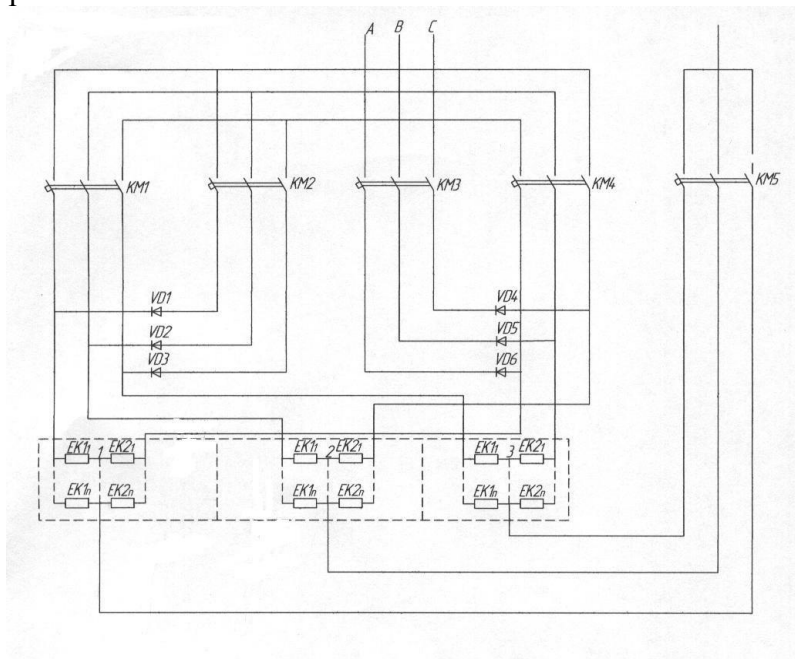 A B C
KM1 KM2 KM3 KM4 KM5
VD1 VD4
VD2 VD5
VD3 VD6
EK1₁ 1 EK2₁ EK1₁ 2 EK2₁ EK1₁ 3 EK2₁
EK1n EK2n EK1n EK2n EK1n EK2n